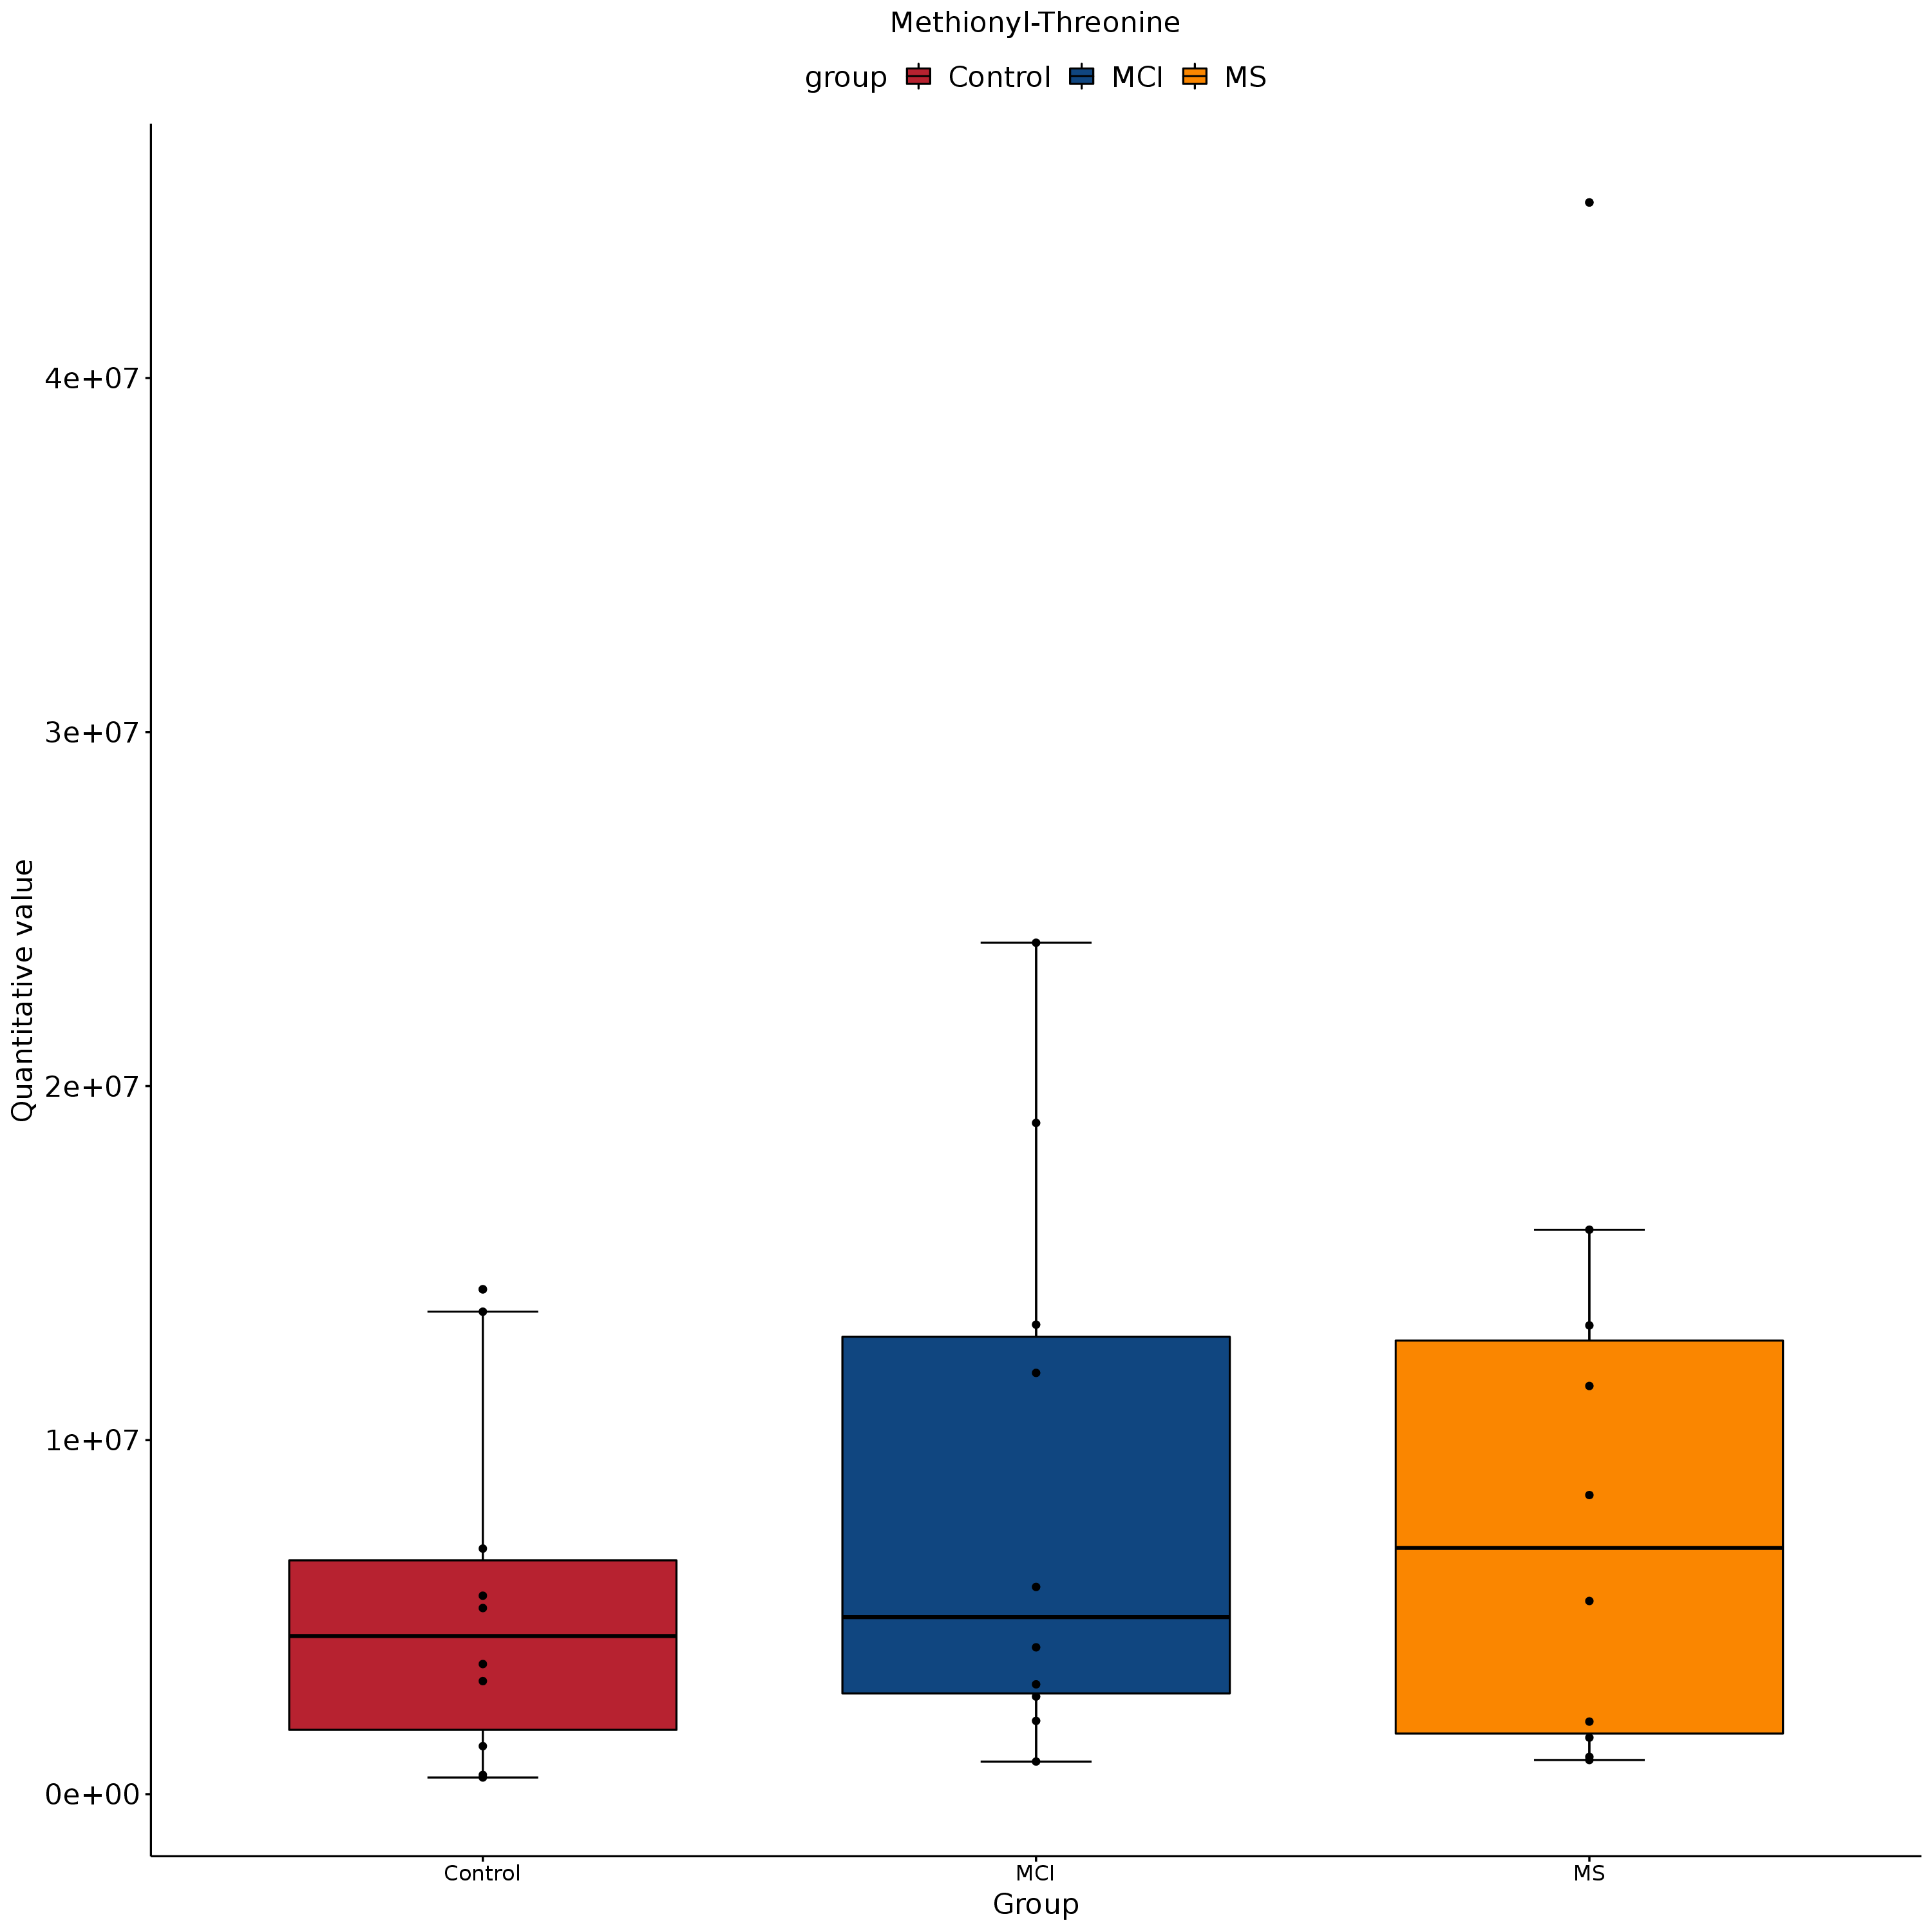 Methionyl-Threonine
group Control MCI MS
4e+07
3e+07
2e+07
1e+07
0e+00
Quantitative value
Control MCI MS
Group